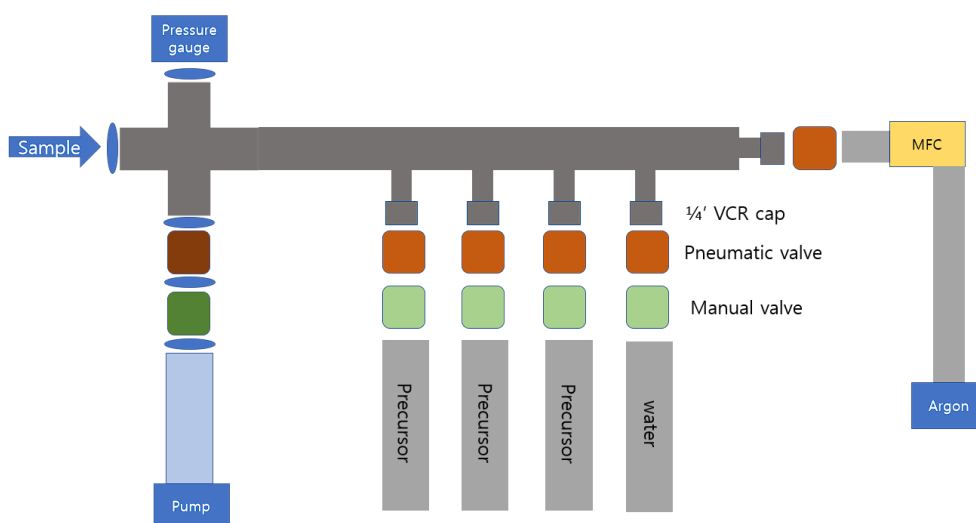 Pressure
gauge
Sample
MFC
¼′ VCR cap
Pneumatic valve
Manual valve
Precursor
Precursor
Precursor
water
Argon
Pump